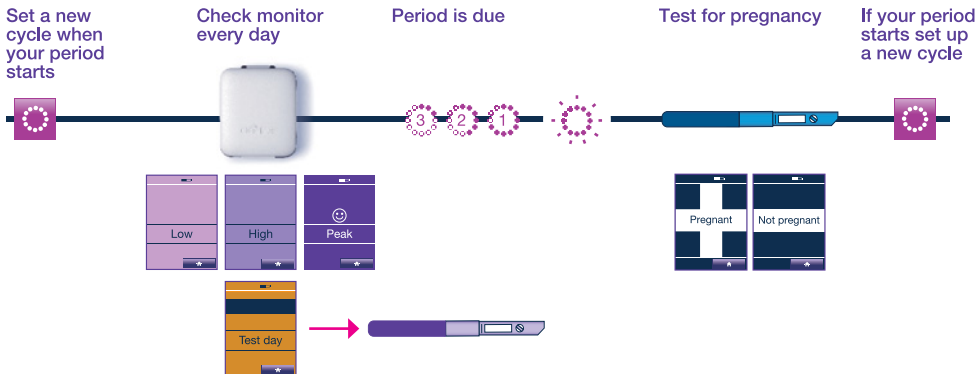 Set a new
cycle when
your period
starts
Check monitor
every day
Period is due
Test for pregnancy
If your period
starts set up
a new cycle
3 2 1
Low
High
Peak
Pregnant
Not pregnant
Test day